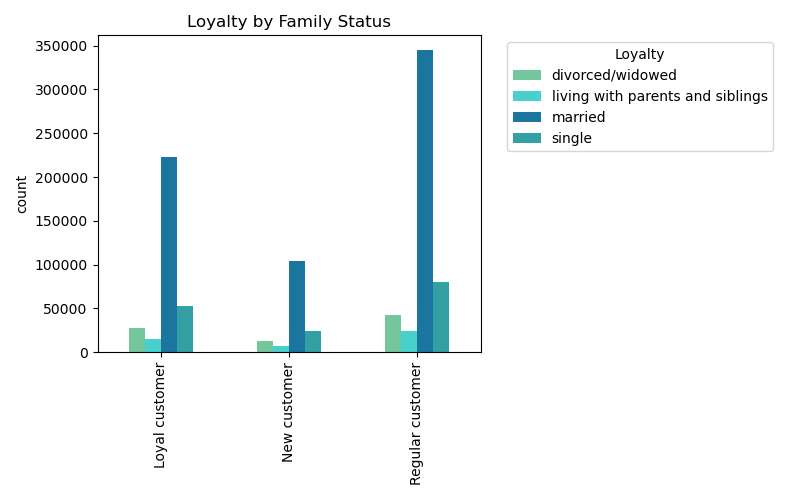 Loyalty by Family Status
350000
300000
250000
200000
150000
100000
50000
0
count
Loyal customer
New customer
Regular customer
Loyalty
divorced/widowed
living with parents and siblings
married
single